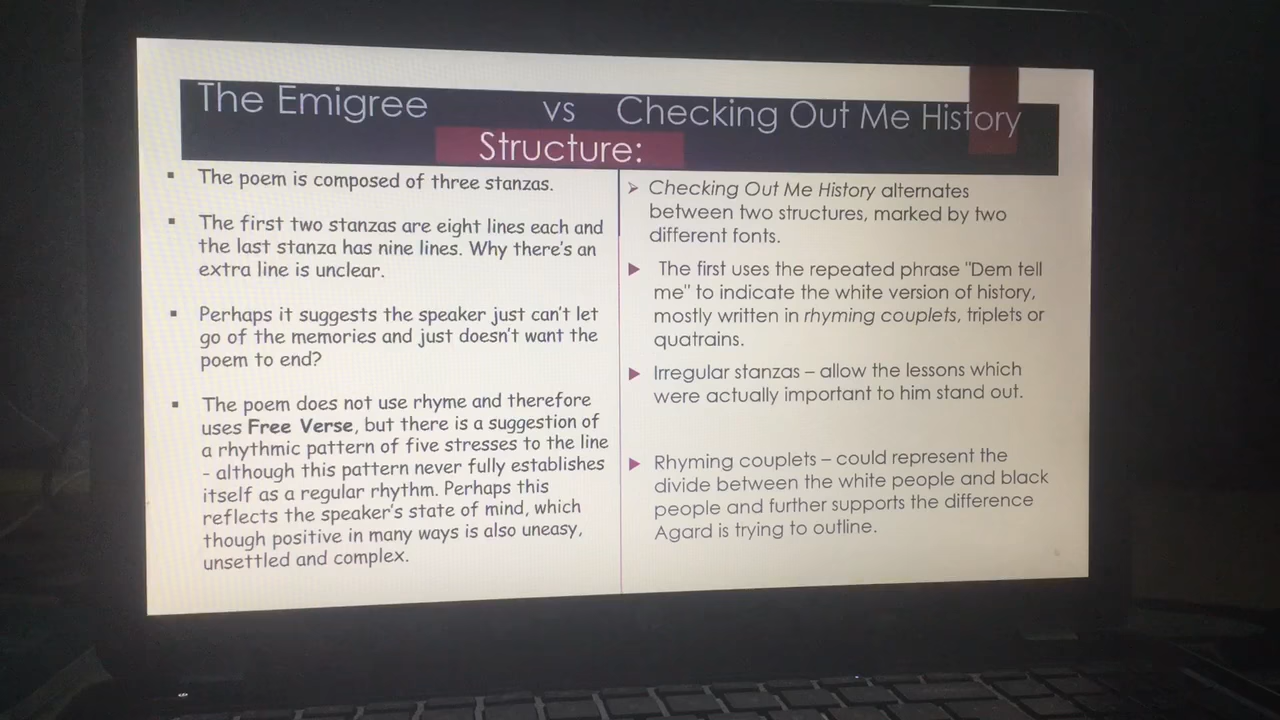 The Emigree vs Checking Out Me History
Structure:
▪ The poem is composed of three stanzas.
▪ The first two stanzas are eight lines each and
the last stanza has nine lines. Why there's an
extra line is unclear.
▪ Perhaps it suggests the speaker just can't let
go of the memories and just doesn't want the
poem to end?
▪ The poem does not use rhyme and therefore
uses Free Verse, but there is a suggestion of
a rhythmic pattern of five stresses to the line
- although this pattern never fully establishes
itself as a regular rhythm. Perhaps this
reflects the speaker's state of mind, which
though positive in many ways is also uneasy,
unsettled and complex.
➢ Checking Out Me History alternates
between two structures, marked by two
different fonts.
▶ The first uses the repeated phrase "Dem tell
me" to indicate the white version of history,
mostly written in rhyming couplets, triplets or
quatrains.
▶ Irregular stanzas – allow the lessons which
were actually important to him stand out.
▶ Rhyming couplets – could represent the
divide between the white people and black
people and further supports the difference
Agard is trying to outline.